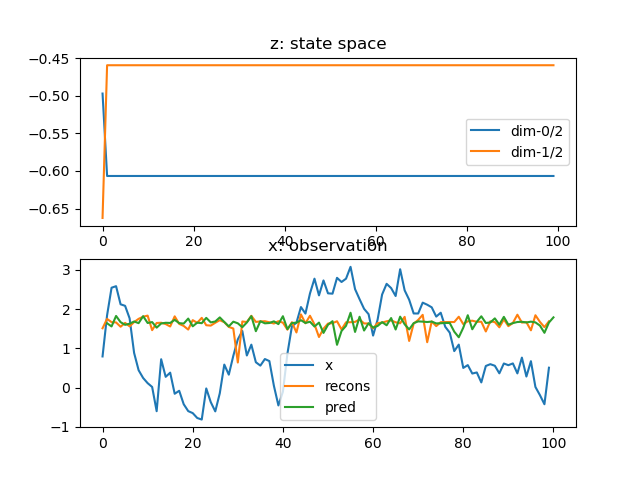 z: state space
−0.45
−0.50
−0.55
−0.60
−0.65
dim-0/2
dim-1/2
0 20 40 60 80 100
x: observation
3
2
1
0
−1
x
recons
pred
0 20 40 60 80 100